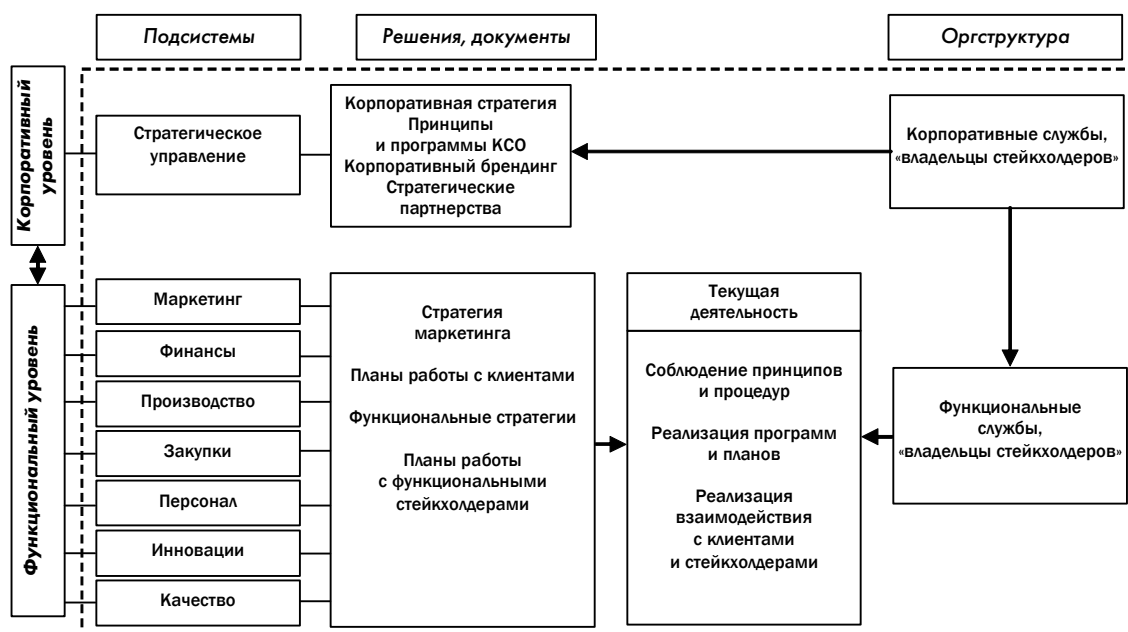 Подсистемы
Решения, документы
Оргструктура
Корпоративный
уровень
Стратегическое
управление
Корпоративная стратегия
Принципы
и программы КСО
Корпоративный брендинг
Стратегические
партнерства
Корпоративные службы,
«владельцы стейкхолдеров»
Функциональный уровень
Маркетинг
Финансы
Производство
Закупки
Персонал
Инновации
Качество
Стратегия
маркетинга
Планы работы с клиентами
Функциональные стратегии
Планы работы
с функциональными
стейкхолдерами
Текущая
деятельность
Соблюдение принципов
и процедур
Реализация программ
и планов
Реализация
взаимодействия
с клиентами
и стейкхолдерами
Функциональные
службы,
«владельцы стейкхолдеров»